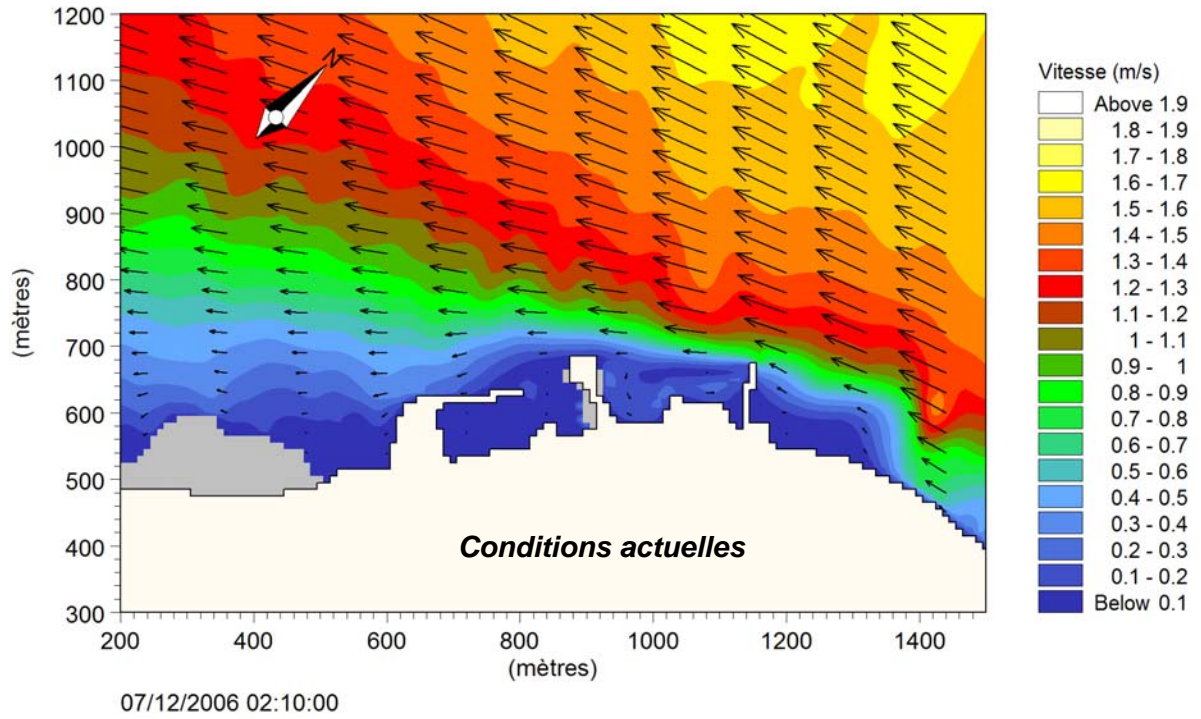 1200
1100
1000
900
800
700
600
500
400
300
(mètres)
N
Conditions actuelles
200 400 600 800 1000 1200 1400
(mètres)
07/12/2006 02:10:00
Vitesse (m/s)
Above 1.9
1.8 - 1.9
1.7 - 1.8
1.6 - 1.7
1.5 - 1.6
1.4 - 1.5
1.3 - 1.4
1.2 - 1.3
1.1 - 1.2
1 - 1.1
0.9 - 1
0.8 - 0.9
0.7 - 0.8
0.6 - 0.7
0.5 - 0.6
0.4 - 0.5
0.3 - 0.4
0.2 - 0.3
0.1 - 0.2
Below 0.1